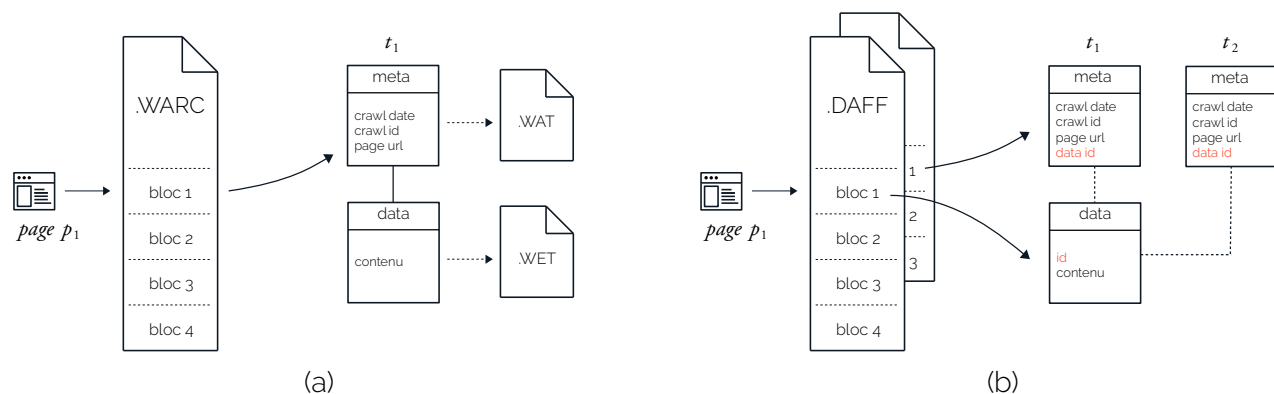 t1
meta
.WARC
crawl date
crawl id
page url
.WAT
bloc 1
page p1
data
bloc 2
contenu
.WET
bloc 3
bloc 4
(a)
t1
t2
meta
meta
.DAFF
crawl date
crawl id
page url
data id
crawl date
crawl id
page url
data id
1
bloc 1
page p1
data
2
bloc 2
id
contenu
3
bloc 3
bloc 4
(b)